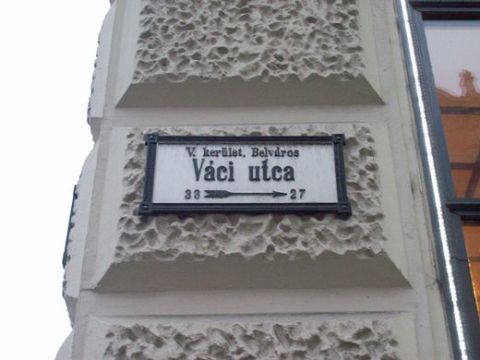 V. kerület. Belváros
Váci utca
33 27